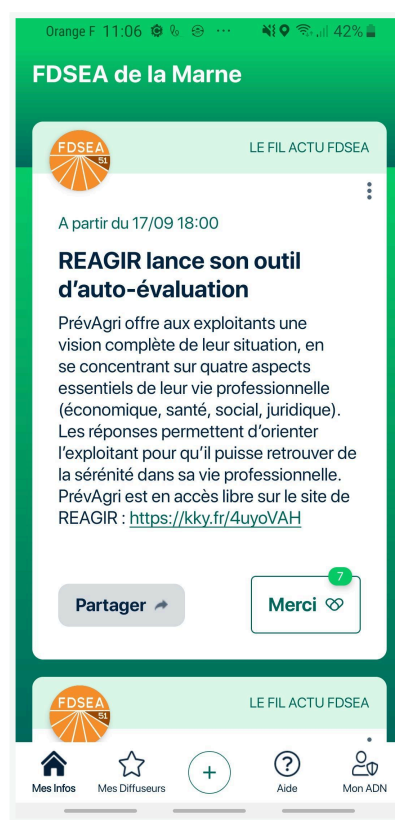 Orange F 11:06 ... 42%
FDSEA de la Marne
FDSEA
51
LE FIL ACTU FDSEA
A partir du 17/09 18:00
REAGIR lance son outil
d'auto-évaluation
PrévAgri offre aux exploitants une
vision complète de leur situation, en
se concentrant sur quatre aspects
essentiels de leur vie professionnelle
(économique, santé, social, juridique).
Les réponses permettent d'orienter
l'exploitant pour qu'il puisse retrouver de
la sérénité dans sa vie professionnelle.
PrévAgri est en accès libre sur le site de
REAGIR : https://kky.fr/4uyoVAH
7
Partager
Merci
FDSEA
51
LE FIL ACTU FDSEA
Mes Infos
Mes Diffuseurs
Aide
Mon ADN